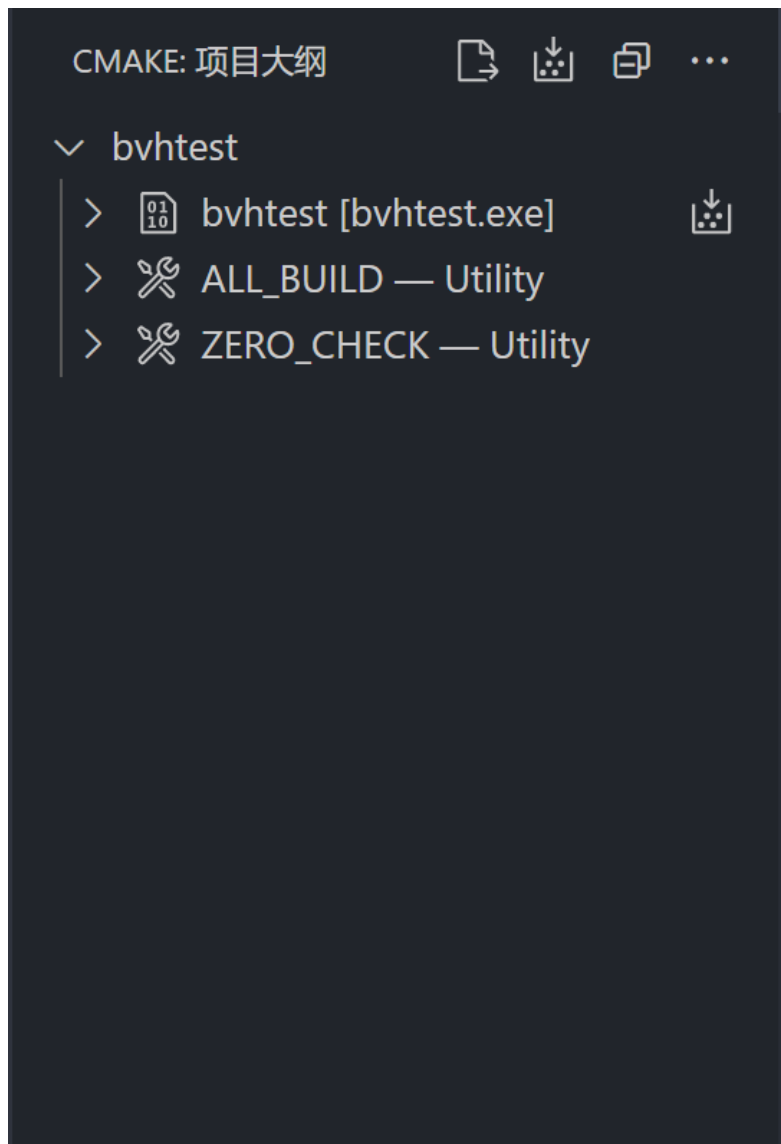 CMAKE: 项目大纲
bvhtest
bvhtest [bvhtest.exe]
ALL_BUILD — Utility
ZERO_CHECK — Utility